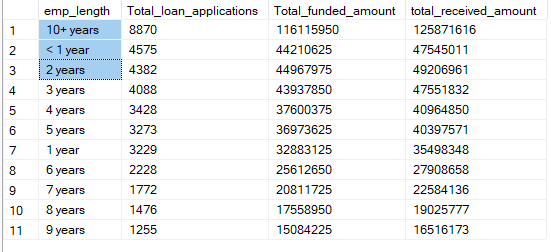 emp_length Total_loan_applications Total_funded_amount total_received_amount
1 10+ years 8870 116115950 125871616
2 < 1 year 4575 44210625 47545011
3 2 years 4382 44967975 49206961
4 3 years 4088 43937850 47551832
5 4 years 3428 37600375 40964850
6 5 years 3273 36973625 40397571
7 1 year 3229 32883125 35498348
8 6 years 2228 25612650 27908658
9 7 years 1772 20811725 22584136
10 8 years 1476 17558950 19025777
11 9 years 1255 15084225 16516173